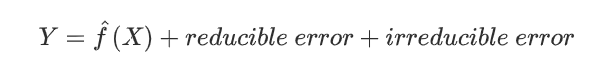 Y = f̂ (X) + reducible error + irreducible error